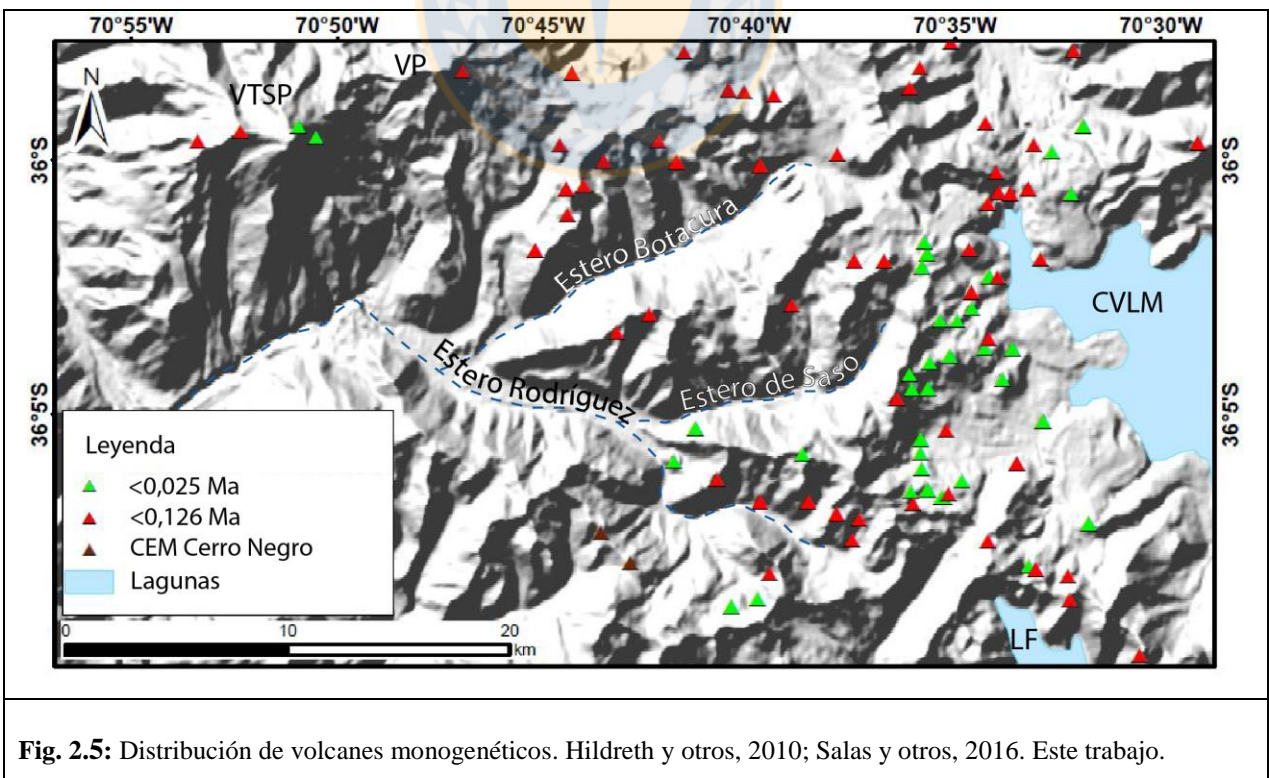 70°55'W 70°50'W 70°45'W 70°40'W 70°35'W 70°30'W
N
VP
VTSP
36°S
36°S
Estero Botacura
CVLM
Estero Rodríguez
Estero de Saso
36°5'S
36°5'S
Leyenda
<0,025 Ma
<0,126 Ma
CEM Cerro Negro
Lagunas
0 10 20
km
LF
Fig. 2.5: Distribución de volcanes monogenéticos. Hildreth y otros, 2010; Salas y otros, 2016. Este trabajo.